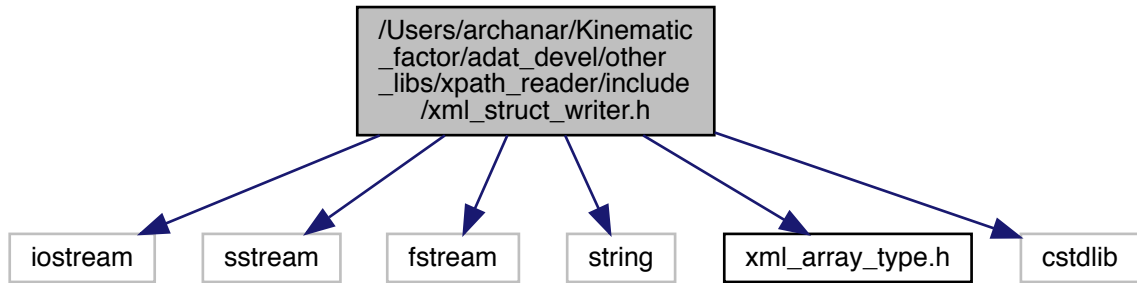 /Users/archanar/Kinematic
_factor/adat_devel/other
_libs/xpath_reader/include
/xml_struct_writer.h
iostream
sstream
fstream
string
xml_array_type.h
cstdlib